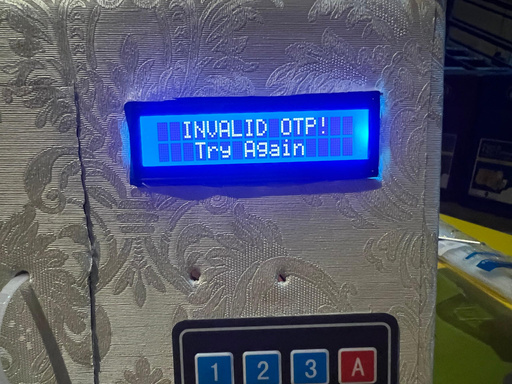 INVALID OTP!
Try Again
1 2 3 A